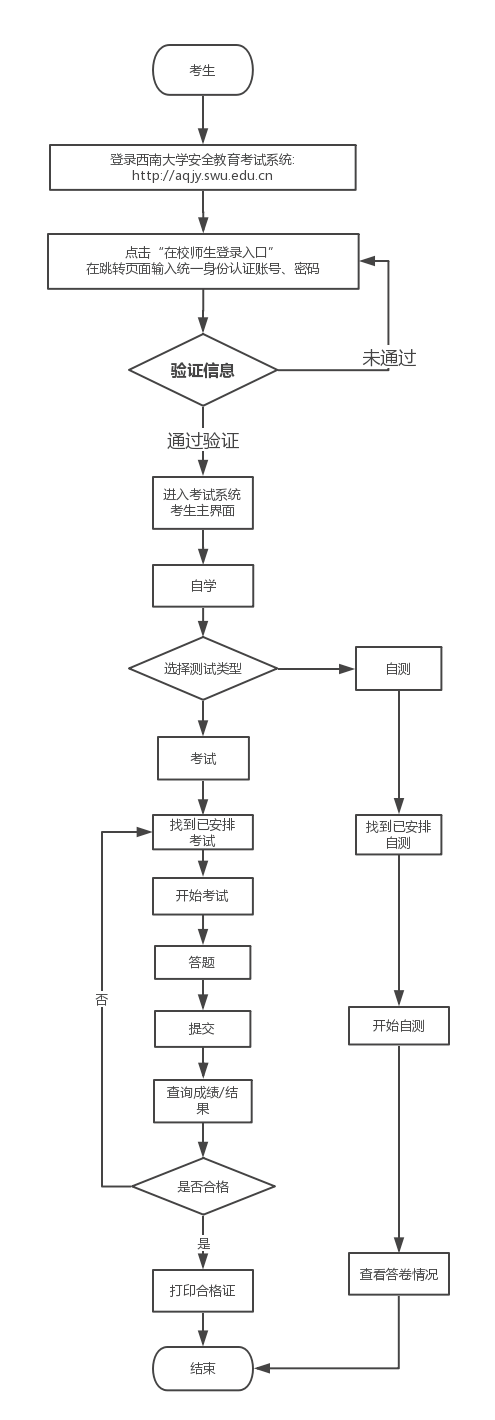 考生
登录西南大学安全教育考试系统:
http://aqjy.swu.edu.cn
点击“在校师生登录入口”
在跳转页面输入统一身份认证账号、密码
未通过
验证信息
通过验证
进入考试系统
考生主界面
自学
选择测试类型
自测
考试
找到已安排
考试
找到已安排
自测
开始考试
答题
否
提交
开始自测
查询成绩/结
果
是否合格
是
打印合格证
查看答卷情况
结束